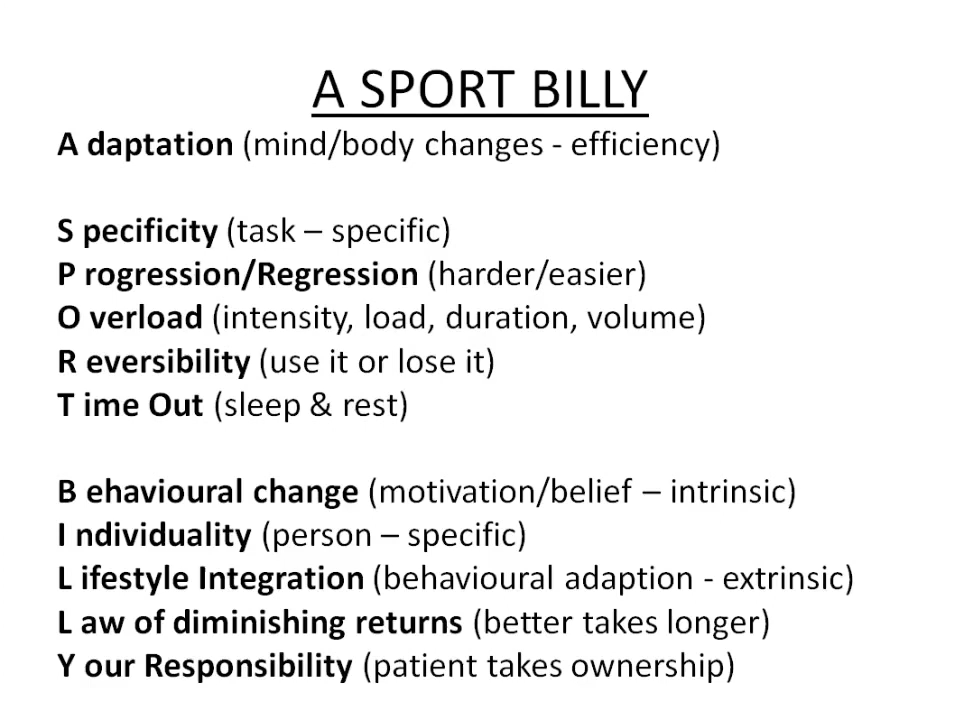 A SPORT BILLY
A daptation (mind/body changes - efficiency)
S pecificity (task – specific)
P rogression/Regression (harder/easier)
O verload (intensity, load, duration, volume)
R eversibility (use it or lose it)
T ime Out (sleep & rest)
B ehavioural change (motivation/belief – intrinsic)
I ndividuality (person – specific)
L ifestyle Integration (behavioural adaption - extrinsic)
L aw of diminishing returns (better takes longer)
Y our Responsibility (patient takes ownership)